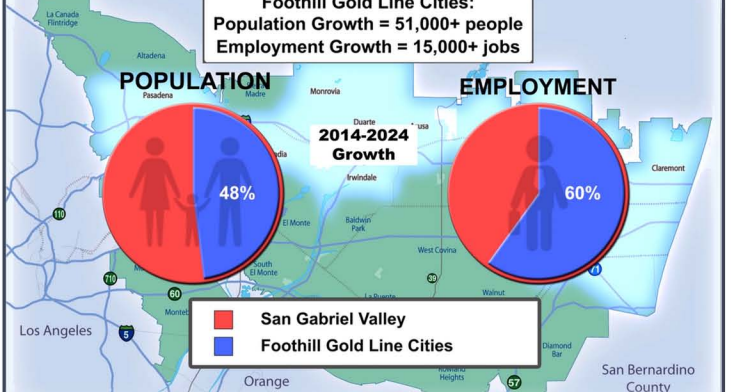 Foothill Gold Line Cities:
Population Growth = 51,000+ people
Employment Growth = 15,000+ jobs
La Canada
Flintridge
Altadena
POPULATION
EMPLOYMENT
Pasadena
Madre
Monrovia
Duarte
2014-2024
Growth
Irwindale
Claremont
48%
60%
110
El Monte
Baldwin
Park
West Covina
South
El Monte
710
60
39
71
La Puente
Walnut
San Gabriel Valley
Foothill Gold Line Cities
Los Angeles
5
Diamond
Bar
Heights
57
Orange
San Bernardino
County